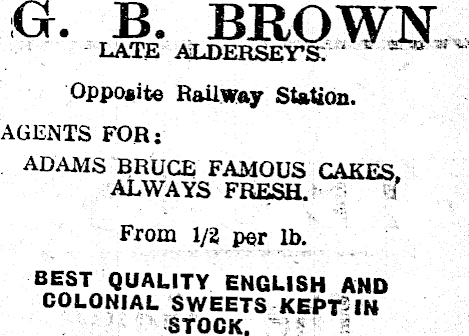 G. B. BROWN
LATE ALDERSEY'S.
Opposite Railway Station.
AGENTS FOR:
ADAMS BRUCE FAMOUS CAKES,
ALWAYS FRESH.
From 1/2 per lb.
BEST QUALITY ENGLISH AND
COLONIAL SWEETS KEPT IN
STOCK.